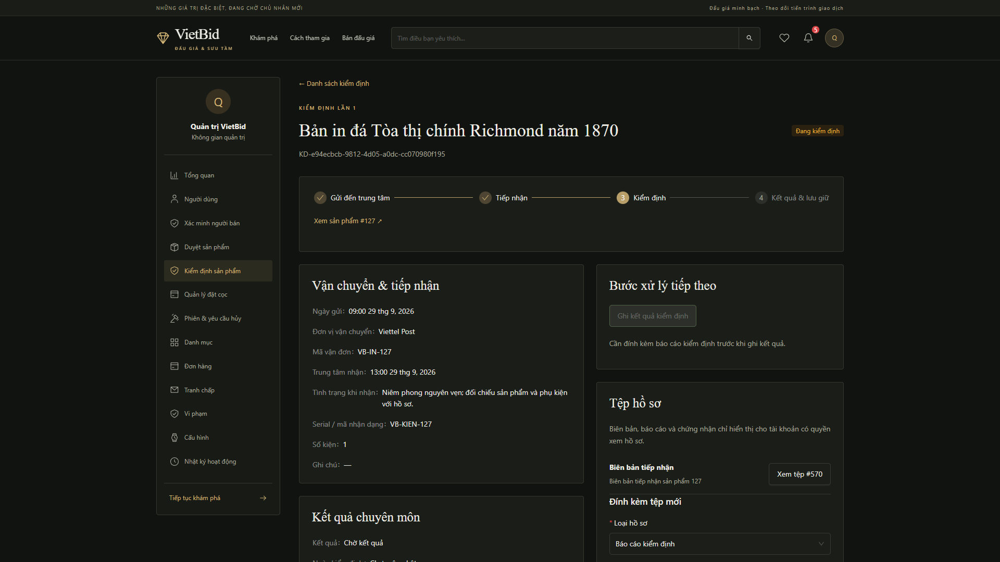 NHỮNG GIÁ TRỊ ĐẶC BIỆT, ĐANG CHỜ CHỦ NHÂN MỚI
Đấu giá minh bạch · Theo dõi tiến trình giao dịch
VietBid
ĐẤU GIÁ & SƯU TẦM
Khám phá
Cách tham gia
Bán đấu giá
Tìm điều bạn yêu thích...
5
Q
Q
Quản trị VietBid
Không gian quản trị
Tổng quan
Người dùng
Xác minh người bán
Duyệt sản phẩm
Kiểm định sản phẩm
Quản lý đặt cọc
Phiên & yêu cầu hủy
Danh mục
Đơn hàng
Tranh chấp
Vi phạm
Cấu hình
Nhật ký hoạt động
Tiếp tục khám phá →
← Danh sách kiểm định
KIỂM ĐỊNH LẦN 1
Bản in đá Tòa thị chính Richmond năm 1870
Đang kiểm định
KD-e94ecbcb-9812-4d05-a0dc-cc070980f195
Gửi đến trung tâm
Tiếp nhận
3 Kiểm định
4 Kết quả & lưu giữ
Xem sản phẩm #127 ↗
Vận chuyển & tiếp nhận
Ngày gửi: 09:00 29 thg 9, 2026
Đơn vị vận chuyển: Viettel Post
Mã vận đơn: VB-IN-127
Trung tâm nhận: 13:00 29 thg 9, 2026
Tình trạng khi nhận: Niêm phong nguyên vẹn; đối chiếu sản phẩm và phụ kiện
với hồ sơ.
Serial / mã nhận dạng: VB-KIEN-127
Số kiện: 1
Ghi chú: —
Kết quả chuyên môn
Kết quả: Chờ kết quả
Bước xử lý tiếp theo
Ghi kết quả kiểm định
Cần đính kèm báo cáo kiểm định trước khi ghi kết quả.
Tệp hồ sơ
Biên bản, báo cáo và chứng nhận chỉ hiển thị cho tài khoản có quyền
xem hồ sơ.
Biên bản tiếp nhận
Biên bản tiếp nhận sản phẩm 127
Xem tệp #570
Đính kèm tệp mới
* Loại hồ sơ
Báo cáo kiểm định